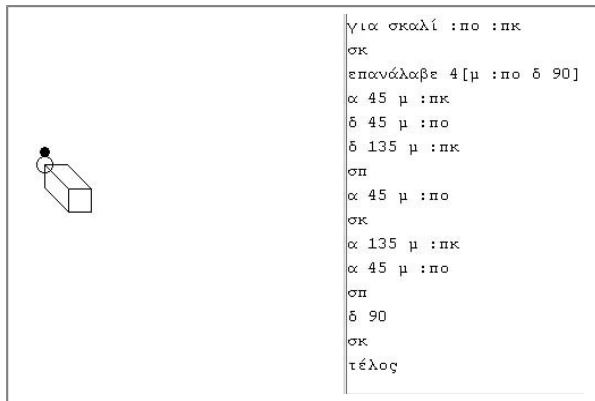 για σκαλί :πο :πκ
σκ
επανάλαβε 4[μ :πο δ 90]
α 45 μ :πκ
δ 45 μ :πο
δ 135 μ :πκ
σπ
α 45 μ :πο
σκ
α 135 μ :πκ
α 45 μ :πο
σπ
δ 90
σκ
τέλος